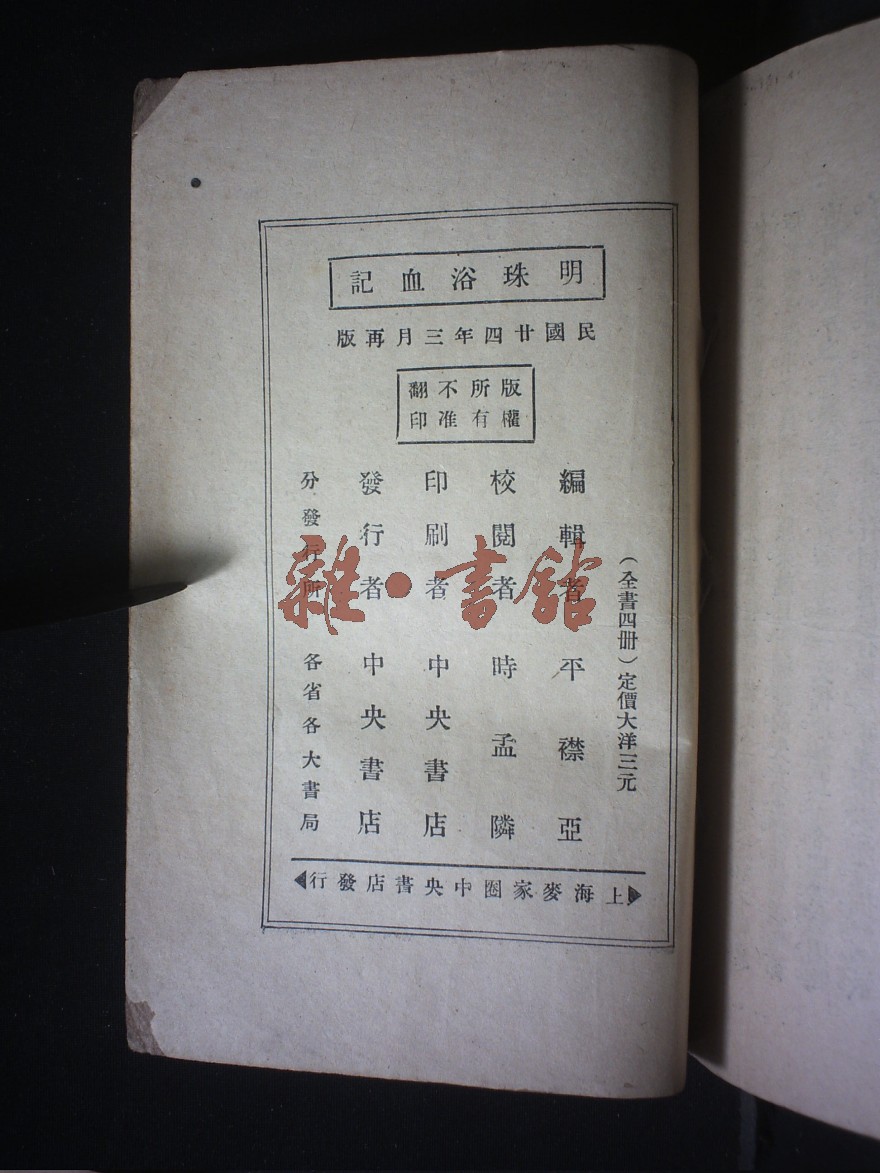 明珠浴血記
民國廿四年三月再版
版權所有不准翻印
（全書四冊）定價大洋三元
編輯者 平襟亞
校閱者 時孟隣
印刷者 中央書店
發行者 中央書店
分發行所 各省各大書局
上海麥家圈中央書店發行
雜·書館